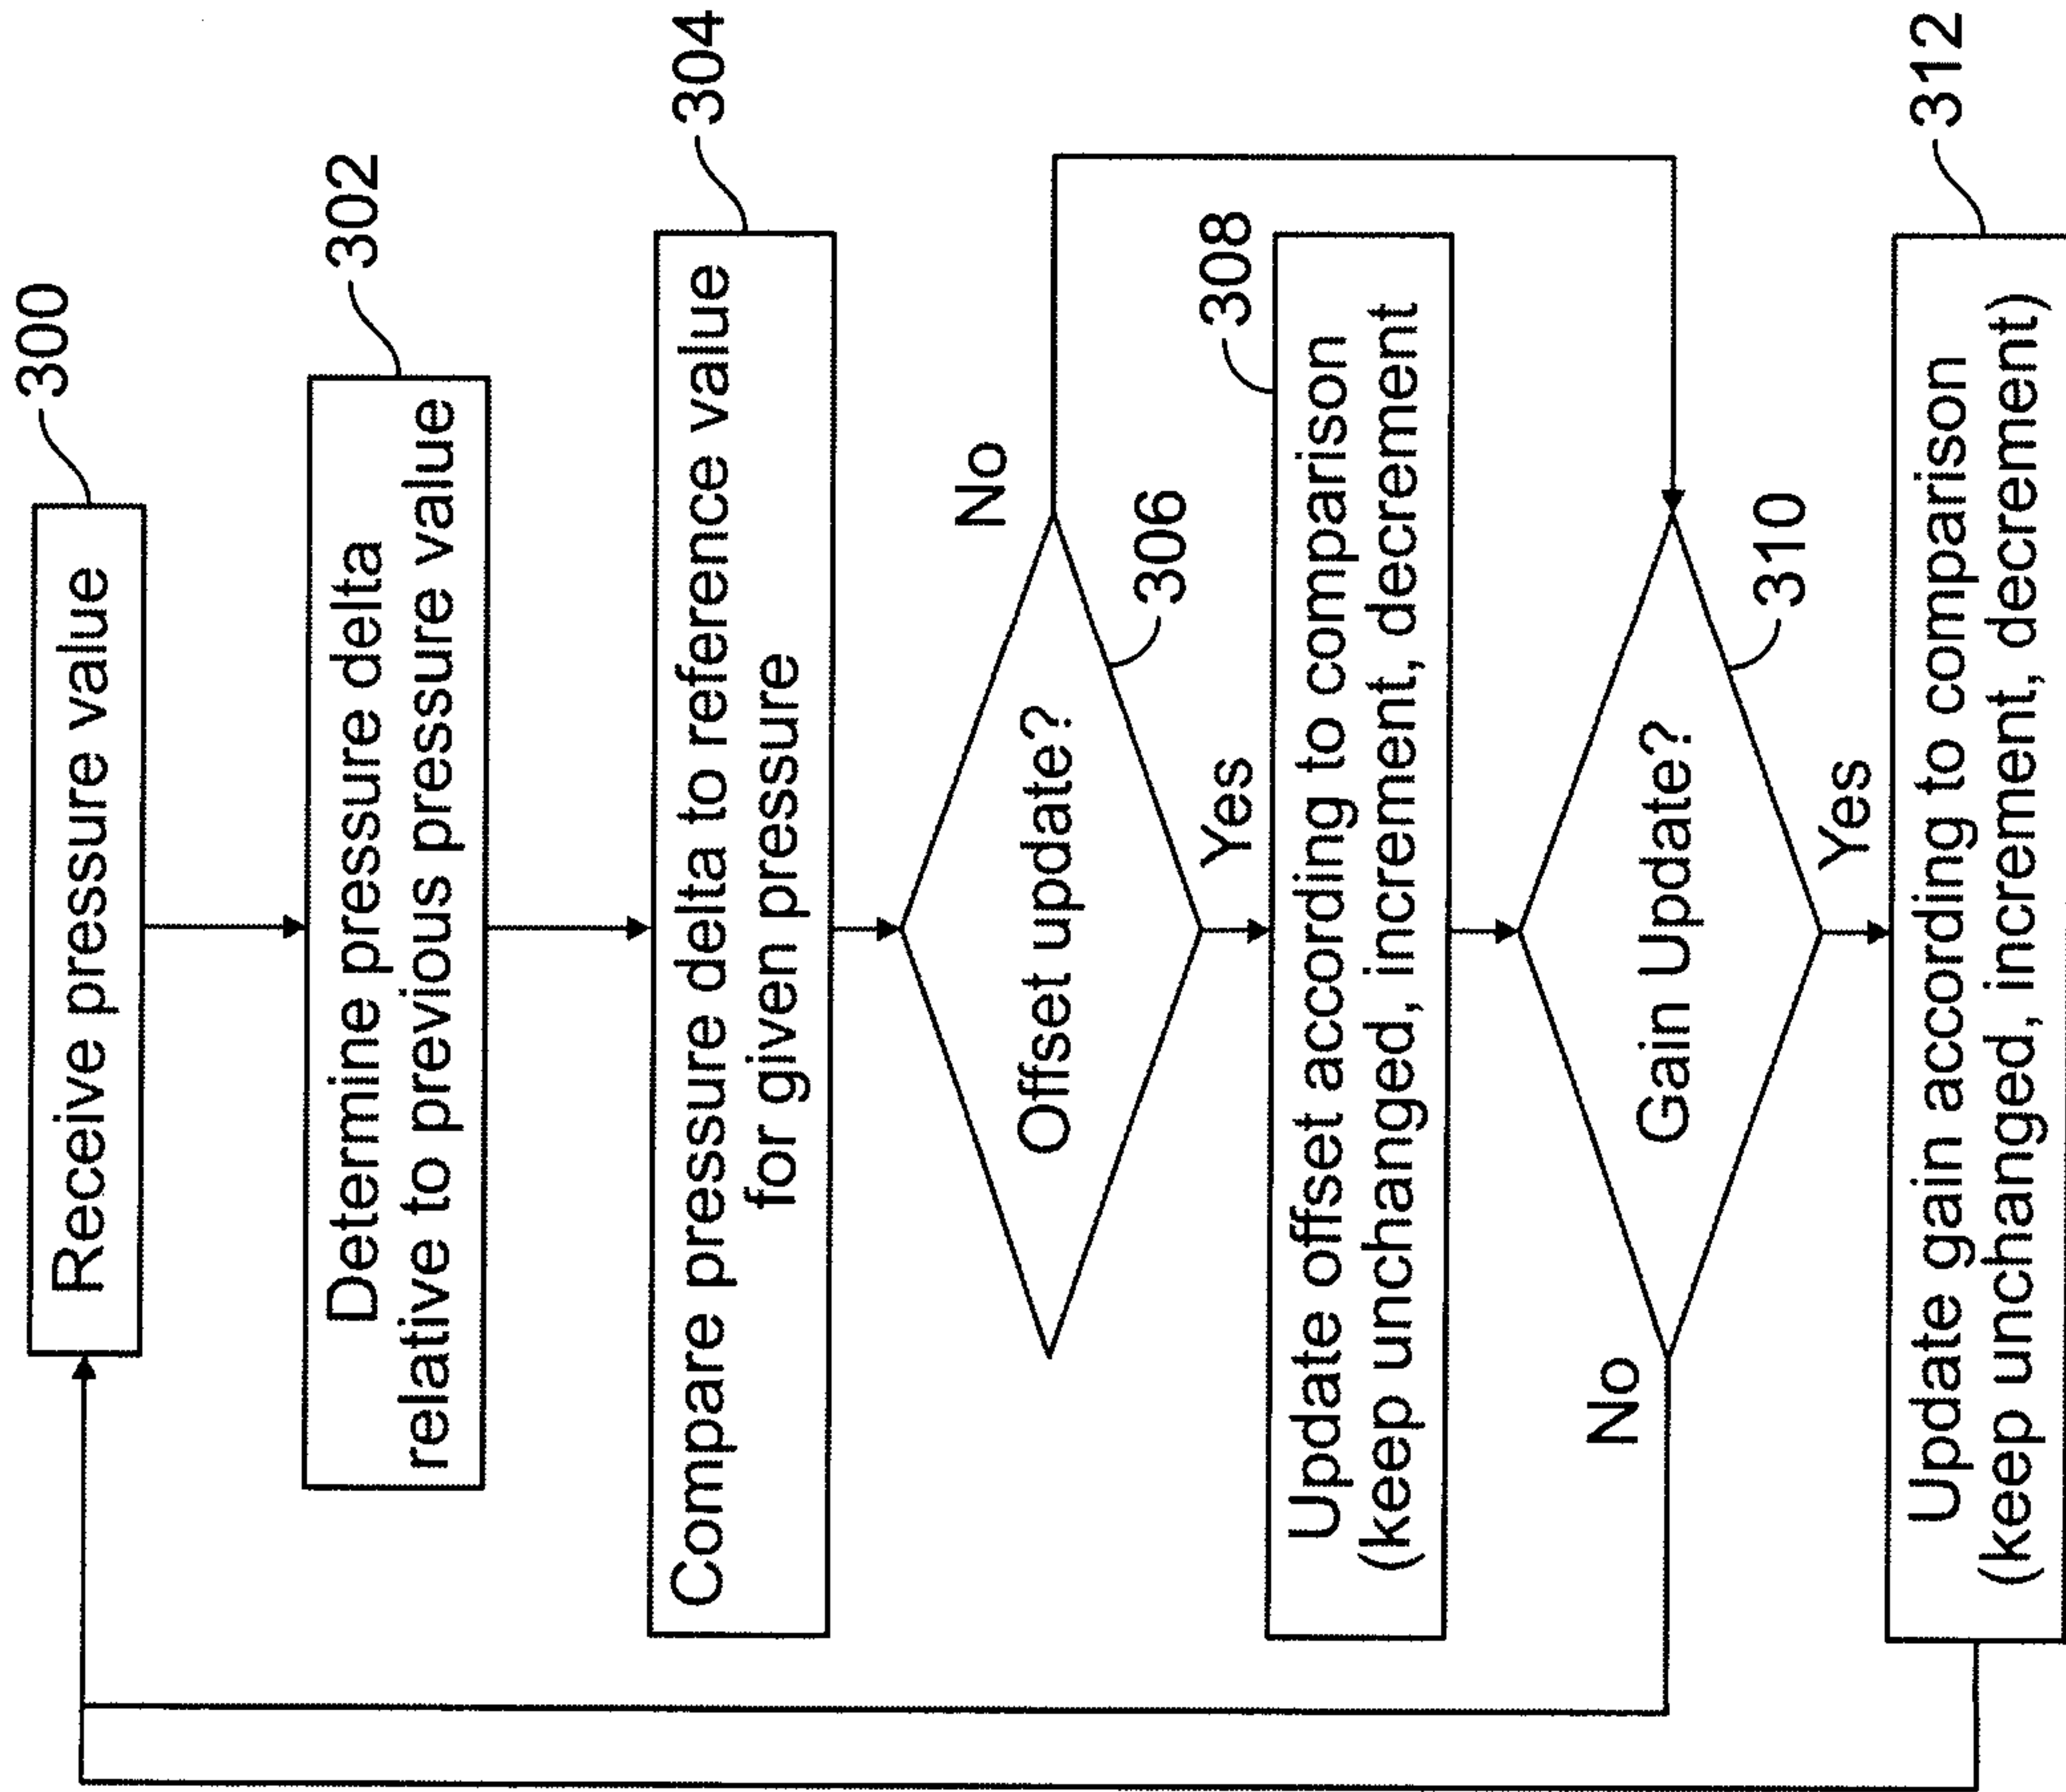 300
Receive pressure value
302
Determine pressure delta
relative to previous pressure value
304
Compare pressure delta to reference value
for given pressure
No
Offset update?
306
Yes
308
Update offset according to comparison
(keep unchanged, increment, decrement
No
Gain Update?
310
Yes
312
Update gain according to comparison
(keep unchanged, increment, decrement)